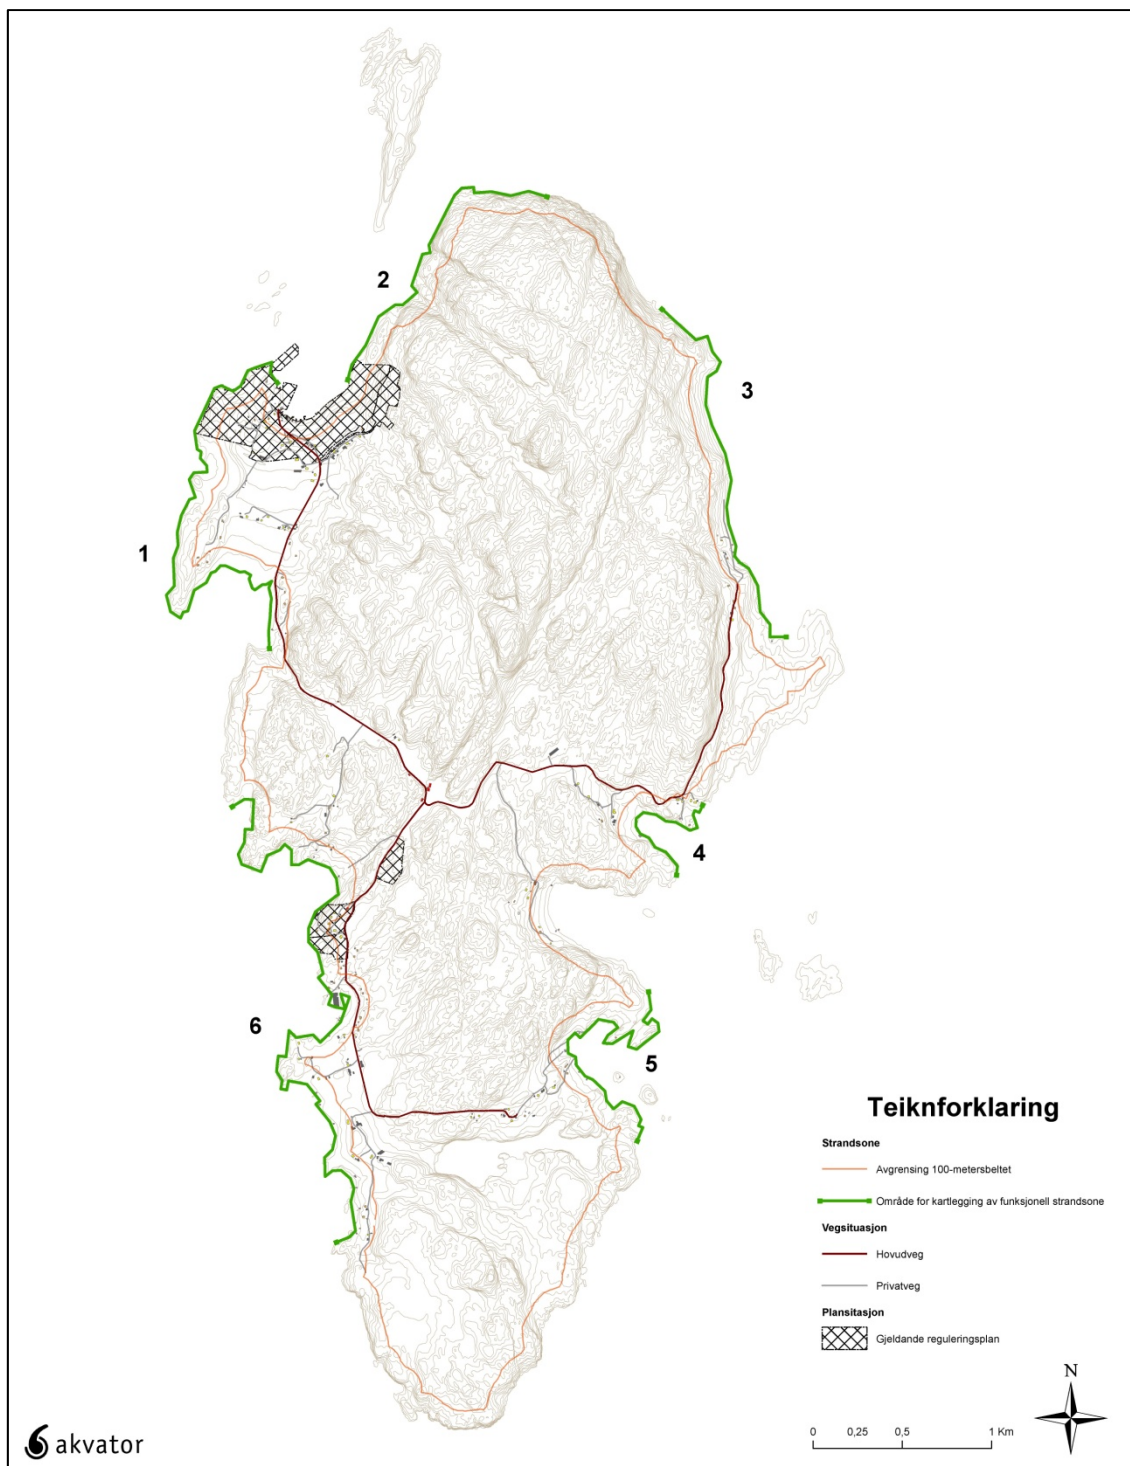 2
3
1
4
6
5
Teiknforklaring
Strandsone
Avgrensing 100-metersbeltet
Område for kartlegging av funksjonell strandsone
Vegsituasjon
Hovudveg
Privatveg
Plansitasjon
Gjeldande reguleringsplan
N
0 0,25 0,5 1 Km
akvator